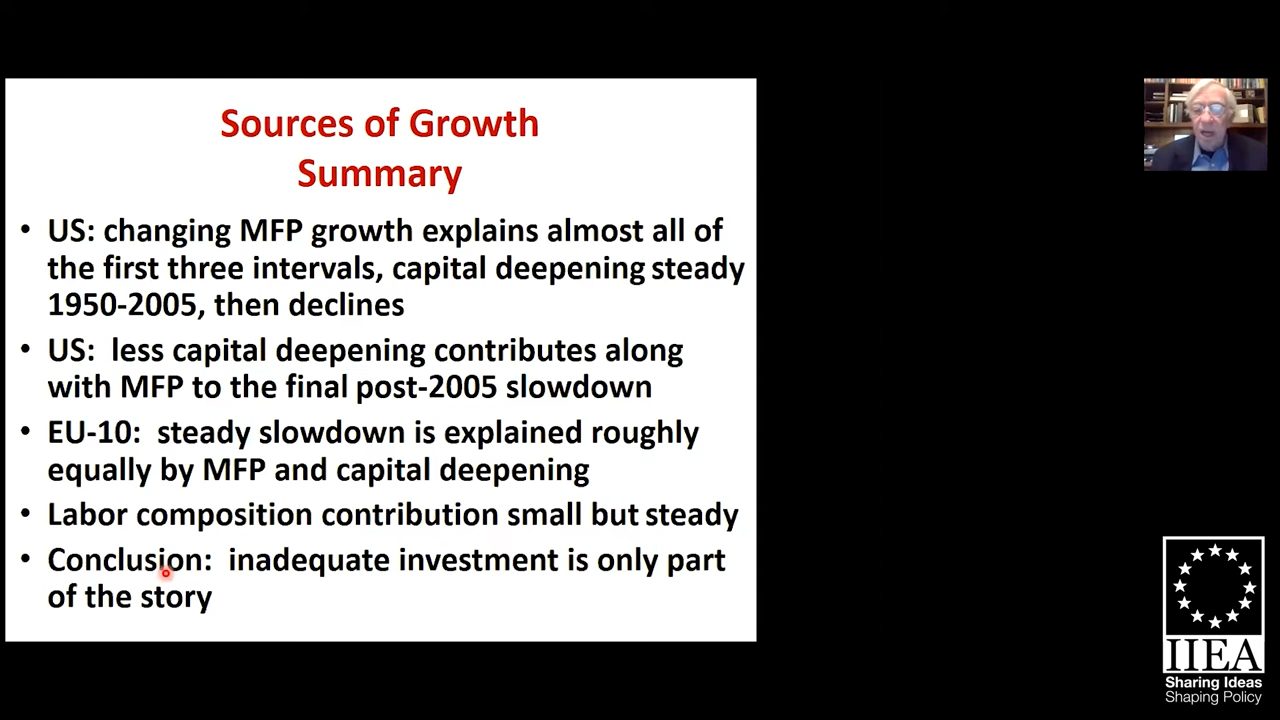 Sources of Growth
Summary
• US: changing MFP growth explains almost all of
the first three intervals, capital deepening steady
1950-2005, then declines
• US: less capital deepening contributes along
with MFP to the final post-2005 slowdown
• EU-10: steady slowdown is explained roughly
equally by MFP and capital deepening
• Labor composition contribution small but steady
• Conclusion: inadequate investment is only part
of the story
IIEA
Sharing Ideas
Shaping Policy